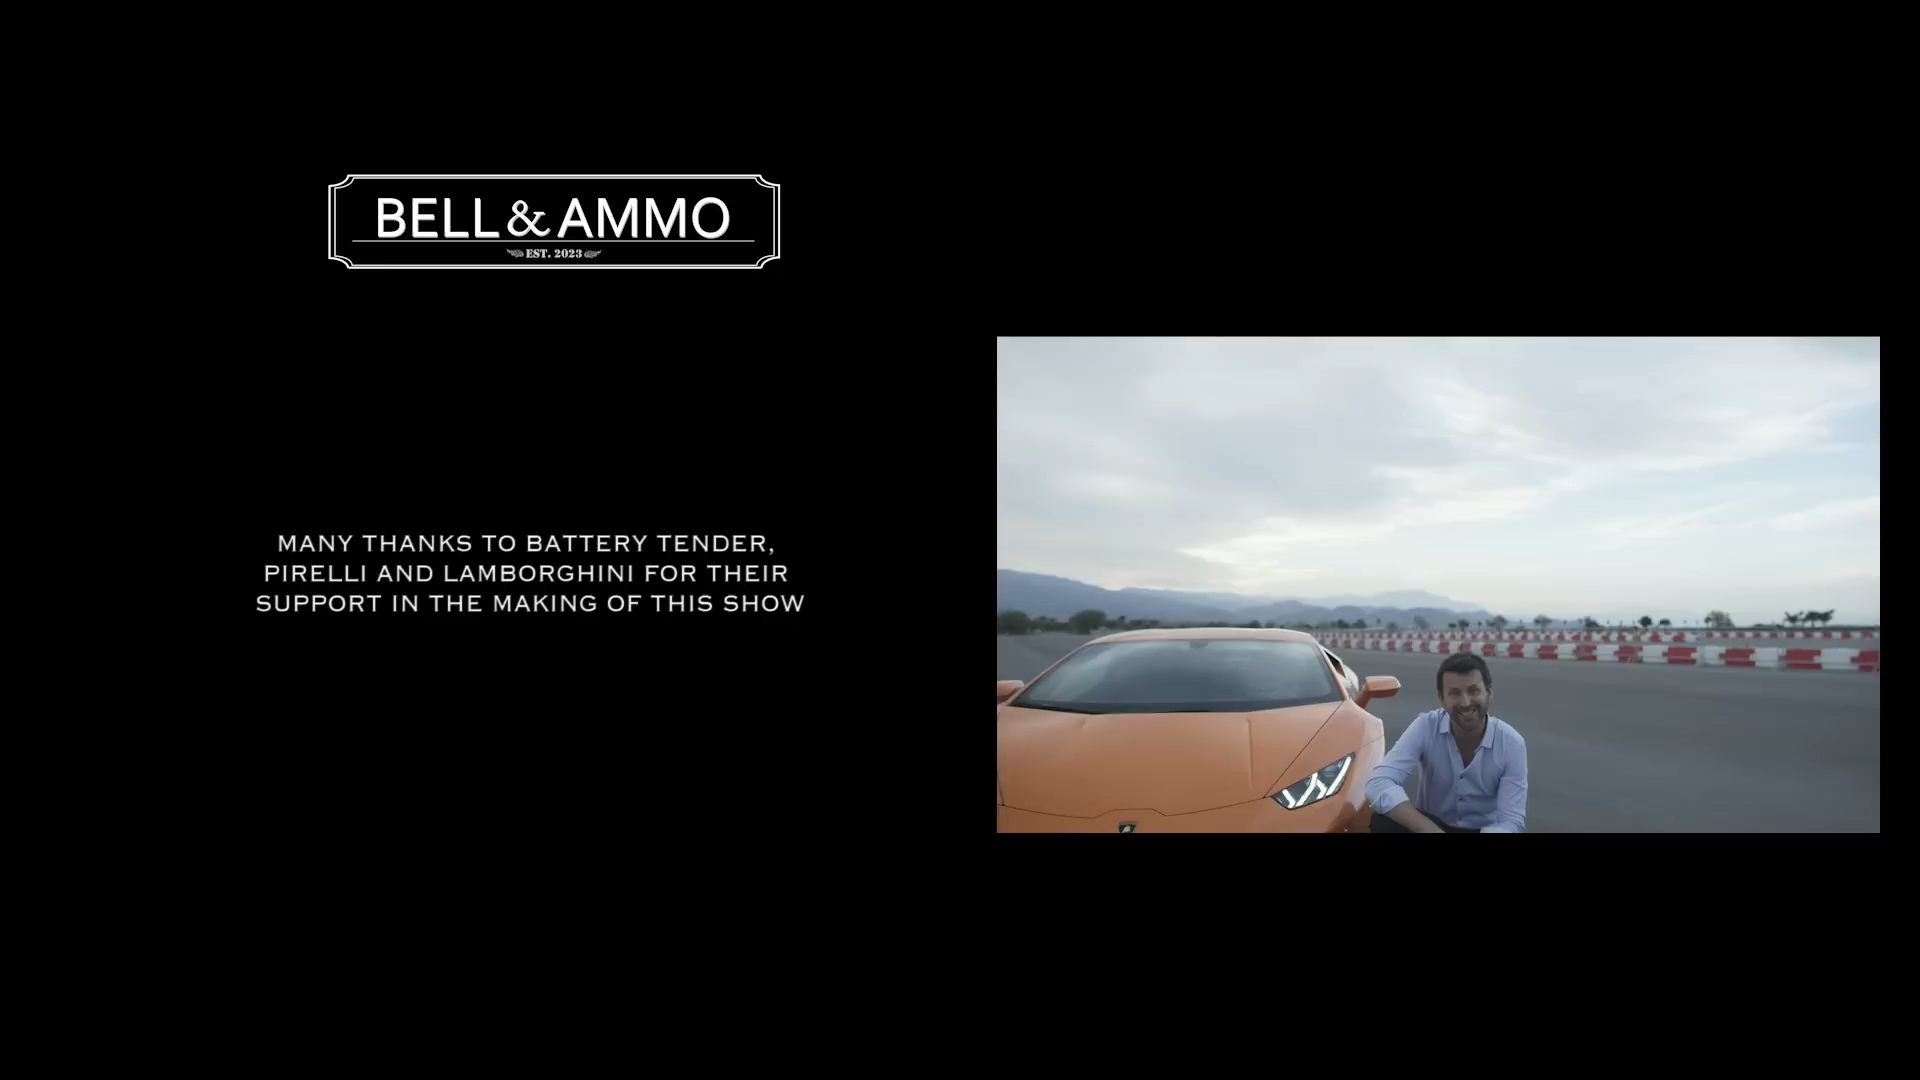 BELL & AMMO
EST. 2023
MANY THANKS TO BATTERY TENDER,
PIRELLI AND LAMBORGHINI FOR THEIR
SUPPORT IN THE MAKING OF THIS SHOW